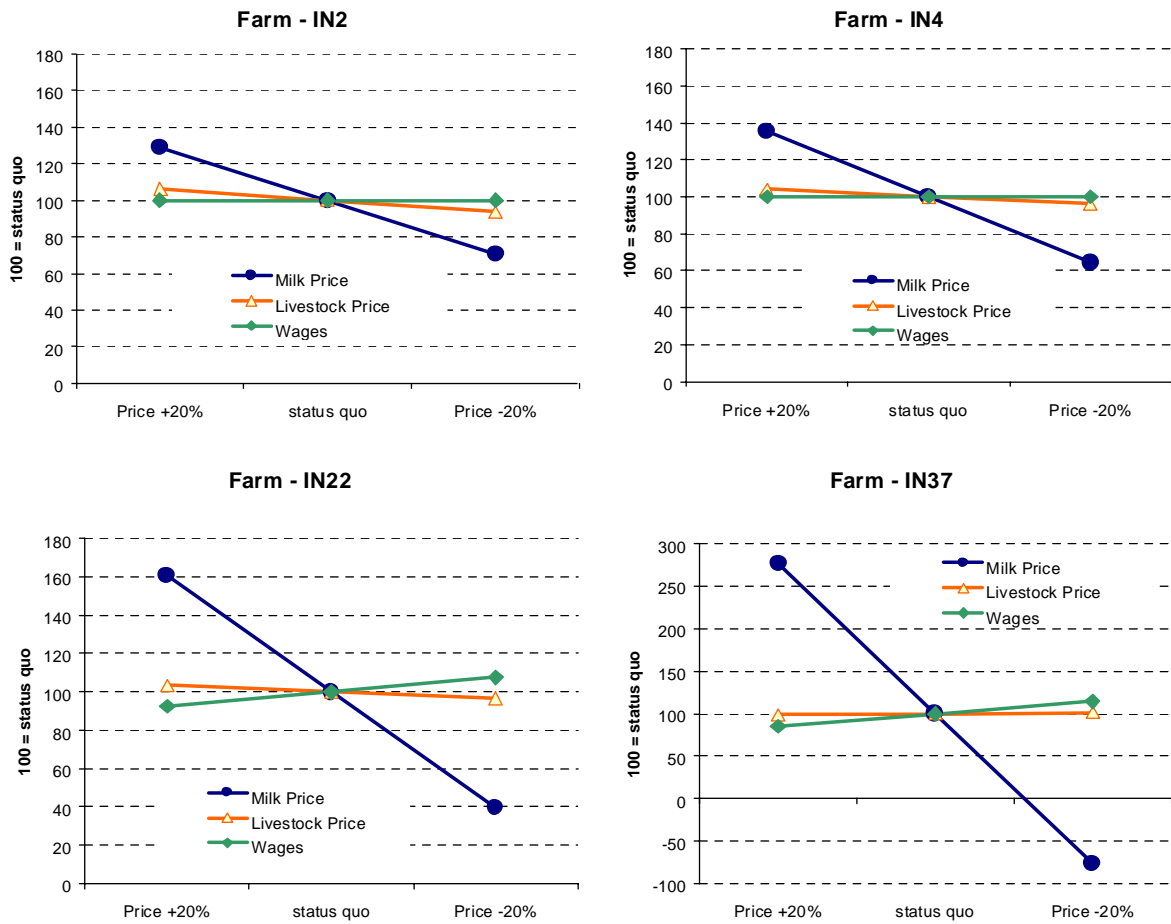 Farm - IN2
180
160
140
120
100
80
60
40
20
0
100 = status quo
Milk Price
Livestock Price
Wages
Price +20% status quo Price -20%
Farm - IN4
180
160
140
120
100
80
60
40
20
0
100 = status quo
Milk Price
Livestock Price
Wages
Price +20% status quo Price -20%
Farm - IN22
180
160
140
120
100
80
60
40
20
0
100 = status quo
Milk Price
Livestock Price
Wages
Price +20% status quo Price -20%
Farm - IN37
300
250
200
150
100
50
0
-50
-100
100 = status quo
Milk Price
Livestock Price
Wages
Price +20% status quo Price -20%